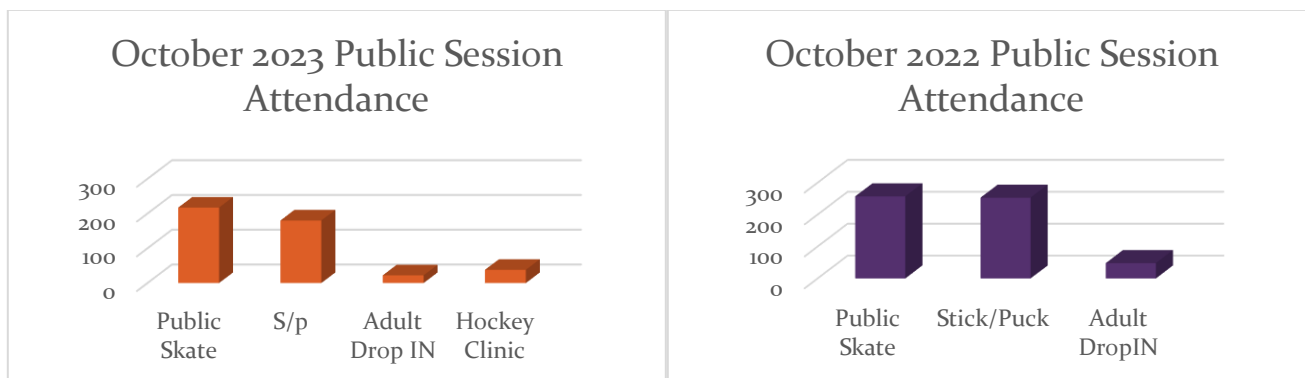 October 2023 Public Session
Attendance
300
200
100
0
Public
Skate
S/p
Adult
Drop IN
Hockey
Clinic
October 2022 Public Session
Attendance
300
200
100
0
Public
Skate
Stick/Puck
Adult
DropIN